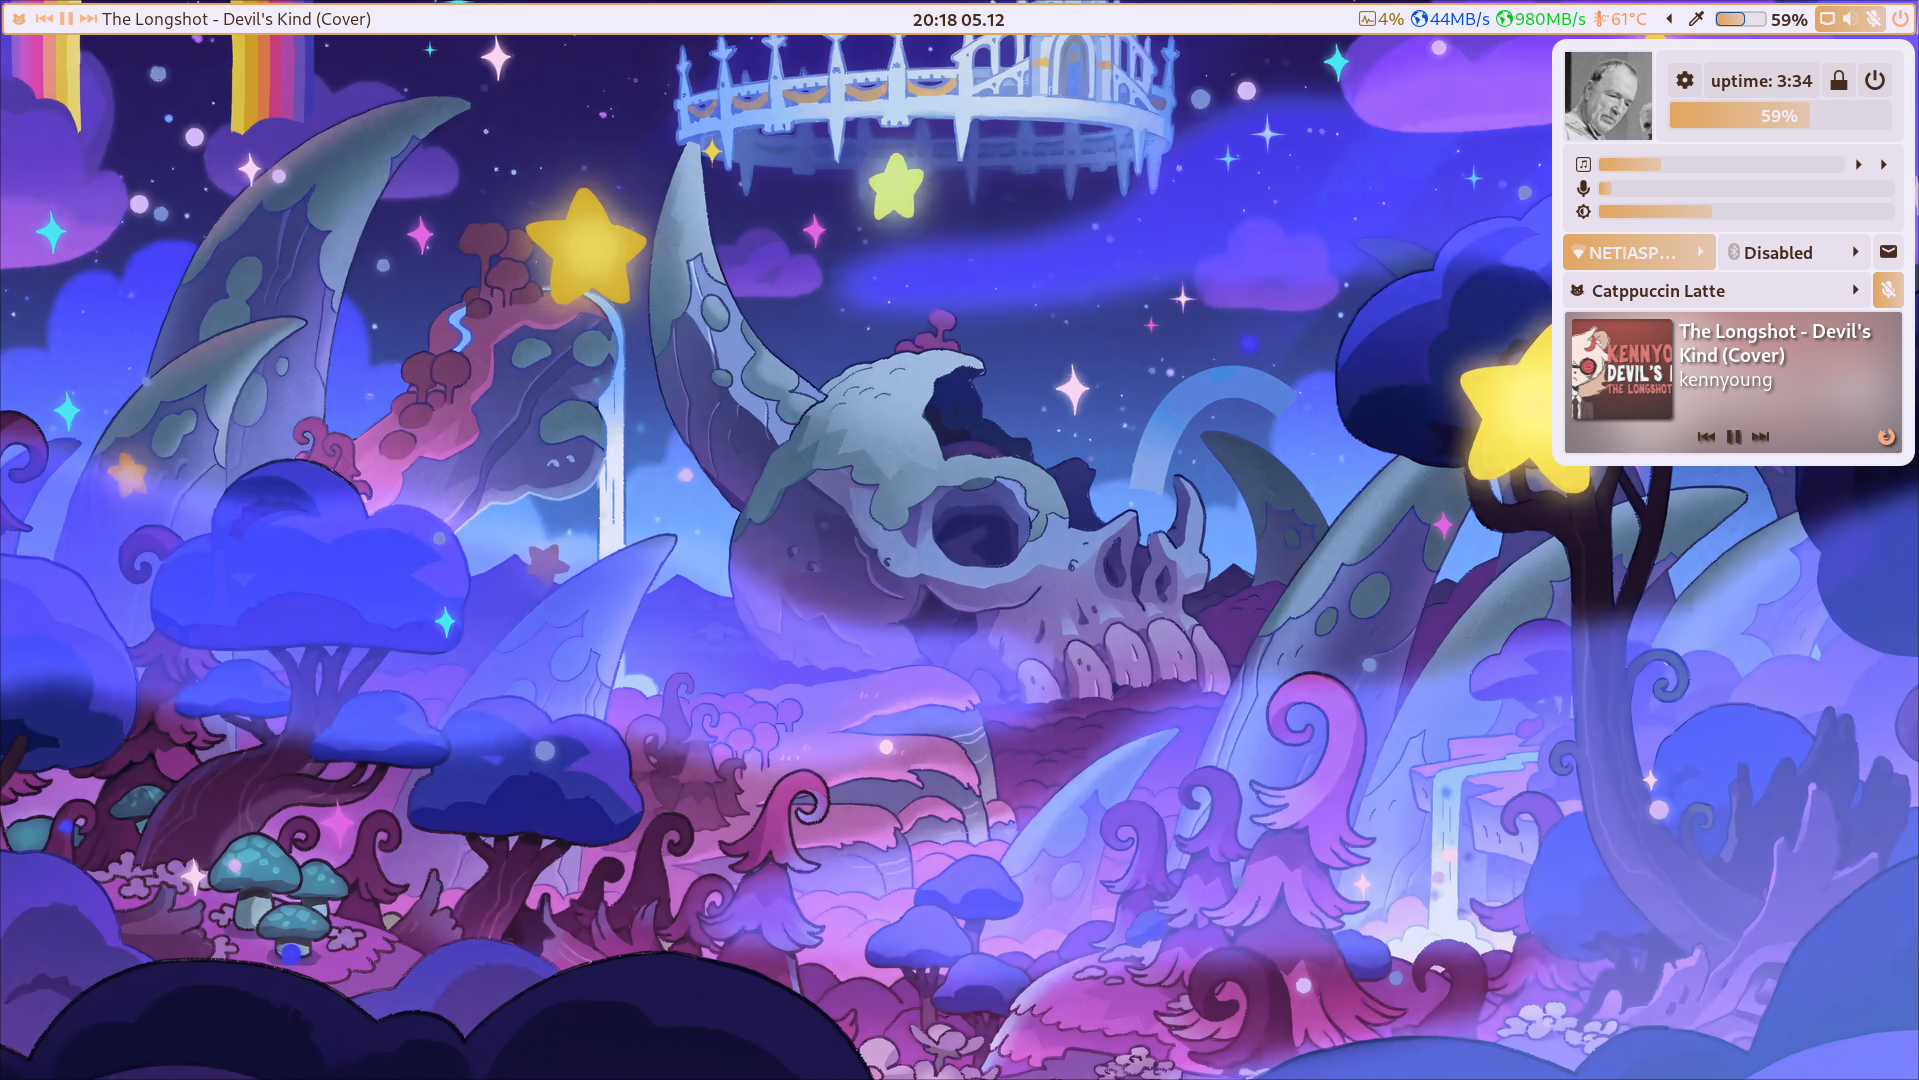 The Longshot - Devil's Kind (Cover)
20:18 05.12
4% 44MB/s 980MB/s 61°C 59%
uptime: 3:34
59%
NETIASP...
Disabled
Catppuccin Latte
The Longshot - Devil's
Kind (Cover)
kennyoung
KENNYO
DEVIL'S
THE LONGSHOT